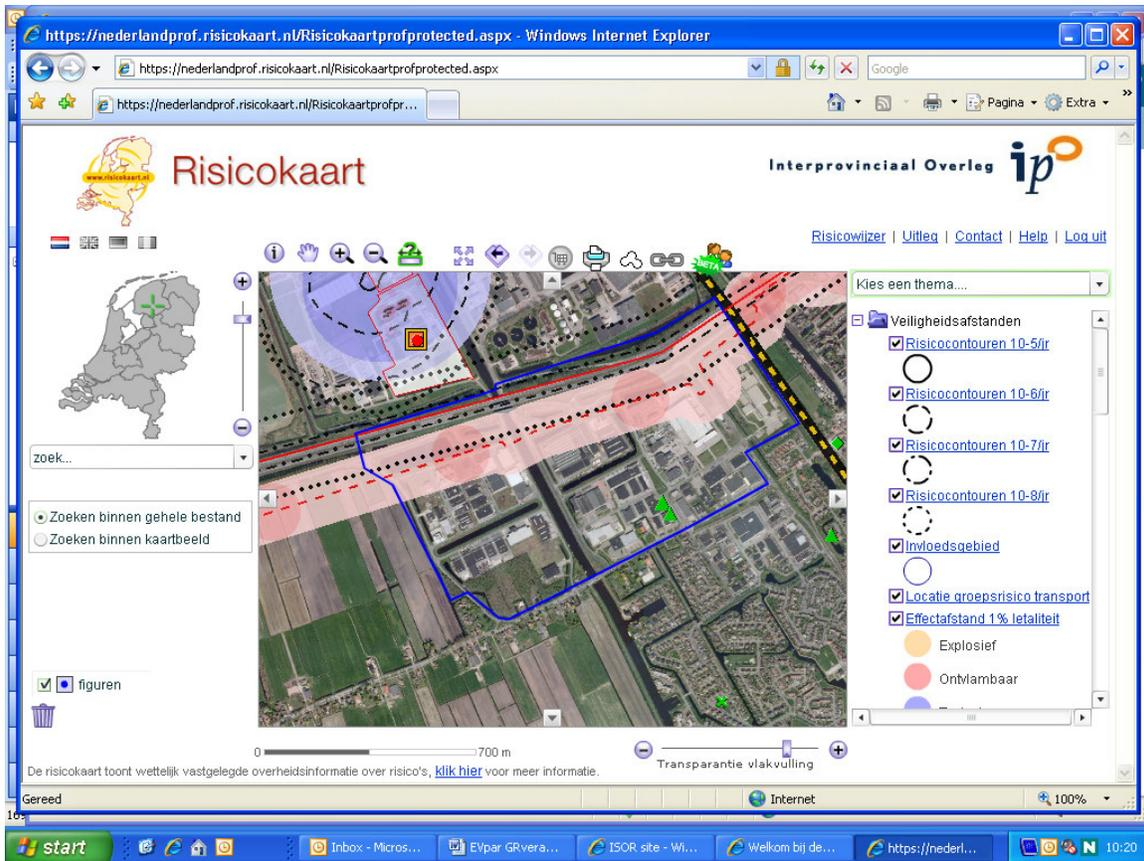 https://nederlandprof.risicokaart.nl/Risicokaartprofprotected.aspx - Windows Internet Explorer
https://nederlandprof.risicokaart.nl/Risicokaartprofprotected.aspx
Google
https://nederlandprof.risicokaart.nl/Risicokaartprofpr...
Pagina
Extra
www.risicokaart.nl
Risicokaart
Interprovinciaal Overleg ipo
Risicowijzer | Uitleg | Contact | Help | Log uit
BETA
Kies een thema....
Veiligheidsafstanden
Risicocontouren 10-5/jr
Risicocontouren 10-6/jr
Risicocontouren 10-7/jr
Risicocontouren 10-8/jr
Invloedsgebied
Locatie groepsrisico transport
Effectafstand 1% letaliteit
Explosief
Ontvlambaar
zoek...
Zoeken binnen gehele bestand
Zoeken binnen kaartbeeld
figuren
0 700 m
Transparantie vlakvulling
De risicokaart toont wettelijk vastgelegde overheidsinformatie over risico's, klik hier voor meer informatie.
Gereed
Internet
100%
start
Inbox - Micros...
EVpar GRvera...
ISOR site - Wi...
Welkom bij de...
https://nederl...
N
10:20